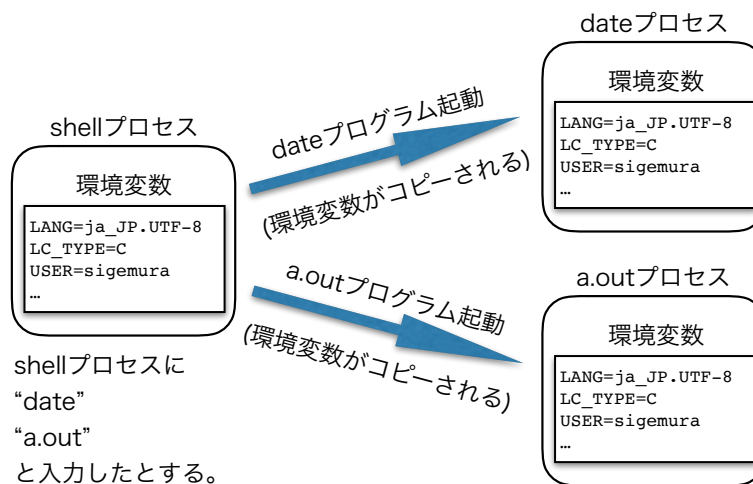 shellプロセス
環境変数
LANG=ja_JP.UTF-8
LC_TYPE=C
USER=sigemura
…
shellプロセスに
“date”
“a.out”
と入力したとする。
dateプログラム起動
(環境変数がコピーされる)
a.outプログラム起動
(環境変数がコピーされる)
dateプロセス
環境変数
LANG=ja_JP.UTF-8
LC_TYPE=C
USER=sigemura
…
a.outプロセス
環境変数
LANG=ja_JP.UTF-8
LC_TYPE=C
USER=sigemura
…